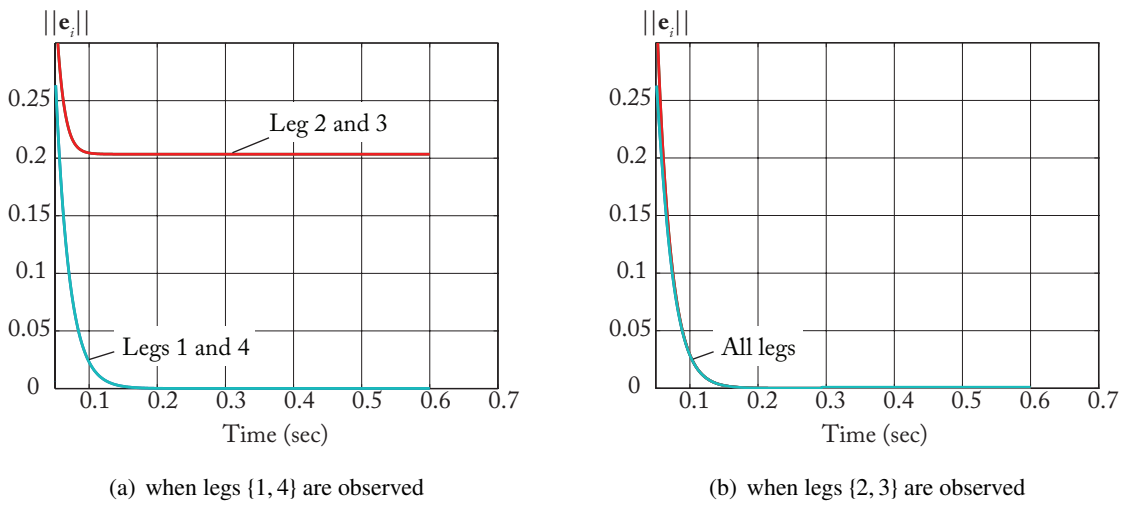 ||e_i||
0.25
0.2
0.15
0.1
0.05
0
Leg 2 and 3
Legs 1 and 4
0.1 0.2 0.3 0.4 0.5 0.6 0.7
Time (sec)
(a) when legs {1, 4} are observed
||e_i||
0.25
0.2
0.15
0.1
0.05
0
All legs
0.1 0.2 0.3 0.4 0.5 0.6 0.7
Time (sec)
(b) when legs {2, 3} are observed